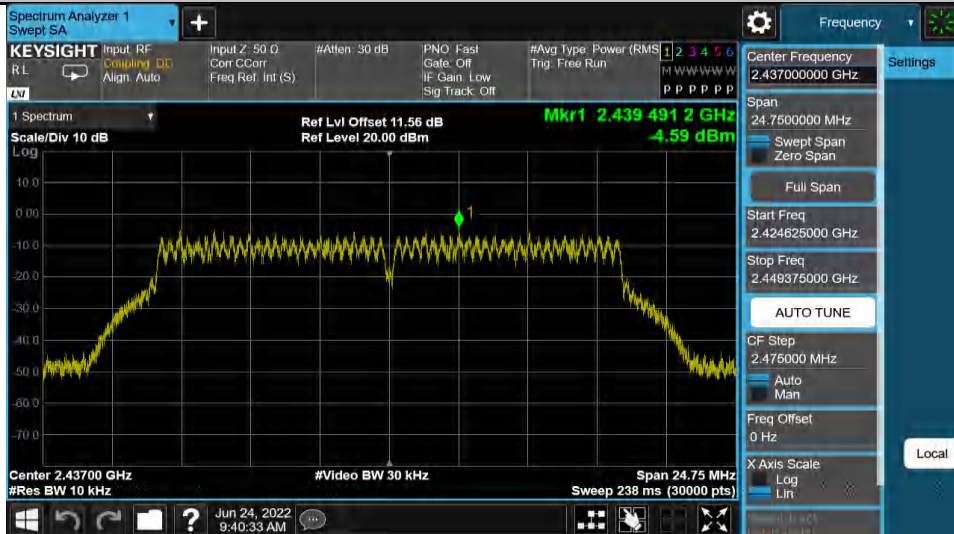 Spectrum Analyzer 1
Swept SA
Frequency
KEYSIGHT
RL
LXI
Input: RF
Coupling: DC
Align: Auto
Input Z: 50 Ω
Corr CCorr
Freq Ref: Int (S)
#Atten: 30 dB
PNO: Fast
Gate: Off
IF Gain: Low
Sig Track: Off
#Avg Type: Power (RMS
Trig: Free Run
1 2 3 4 5 6
M W W W W W
P P P P P P
1 Spectrum
Scale/Div 10 dB
Ref Lvl Offset 11.56 dB
Ref Level 20.00 dBm
Mkr1 2.439 491 2 GHz
-4.59 dBm
Log
10.0
0.00
-10.0
-20.0
-30.0
-40.0
-50.0
-60.0
-70.0
1
Center 2.43700 GHz
#Res BW 10 kHz
#Video BW 30 kHz
Span 24.75 MHz
Sweep 238 ms (30000 pts)
?
Jun 24, 2022
9:40:33 AM
Center Frequency
2.437000000 GHz
Span
24.7500000 MHz
Swept Span
Zero Span
Full Span
Start Freq
2.424625000 GHz
Stop Freq
2.449375000 GHz
AUTO TUNE
CF Step
2.475000 MHz
Auto
Man
Freq Offset
0 Hz
X Axis Scale
Log
Lin
Settings
Local